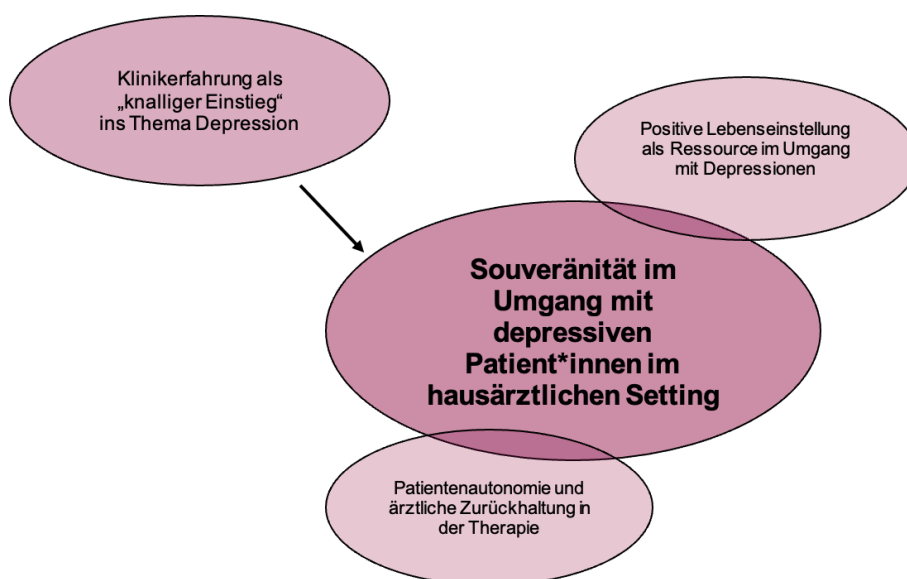 Klinikerfahrung als
„knalliger Einstieg“
ins Thema Depression
Positive Lebenseinstellung
als Ressource im Umgang
mit Depressionen
Souveränität im
Umgang mit
depressiven
Patient*innen im
hausärztlichen Setting
Patientenautonomie und
ärztliche Zurückhaltung in
der Therapie